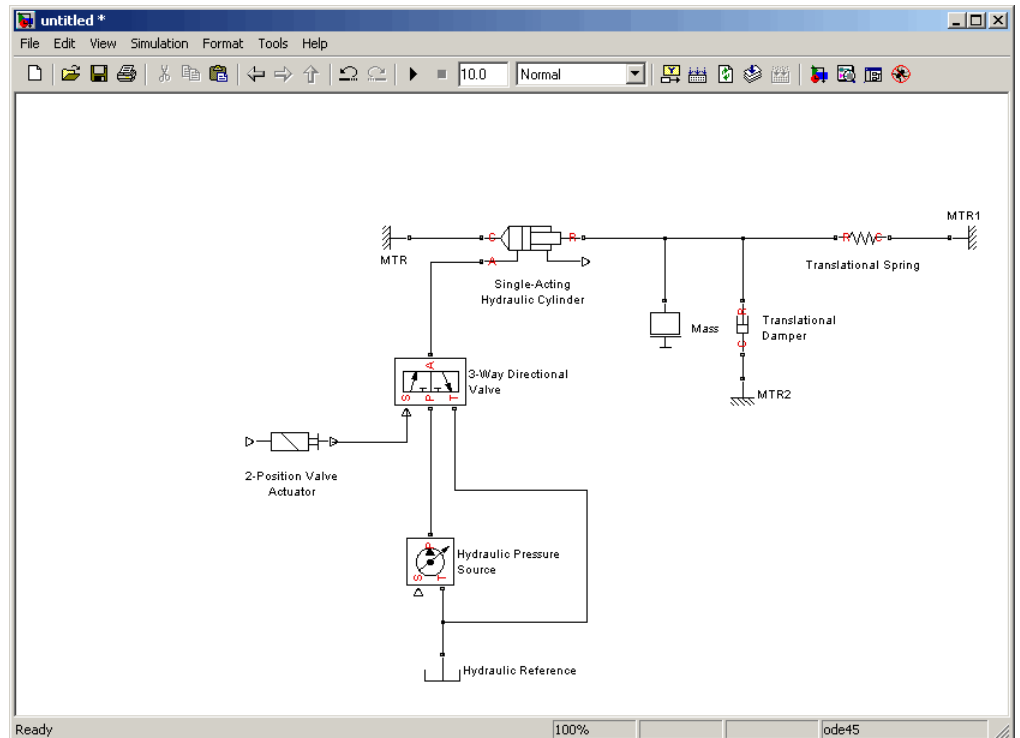 untitled *
File Edit View Simulation Format Tools Help
10.0 Normal
MTR1
C R R C
MTR
A
Translational Spring
Single-Acting
Hydraulic Cylinder
R
Mass
Translational
Damper
C
A
3-Way Directional
Valve
S P T
MTR2
2-Position Valve
Actuator
P
Hydraulic Pressure
Source
S T
Hydraulic Reference
Ready 100% ode45